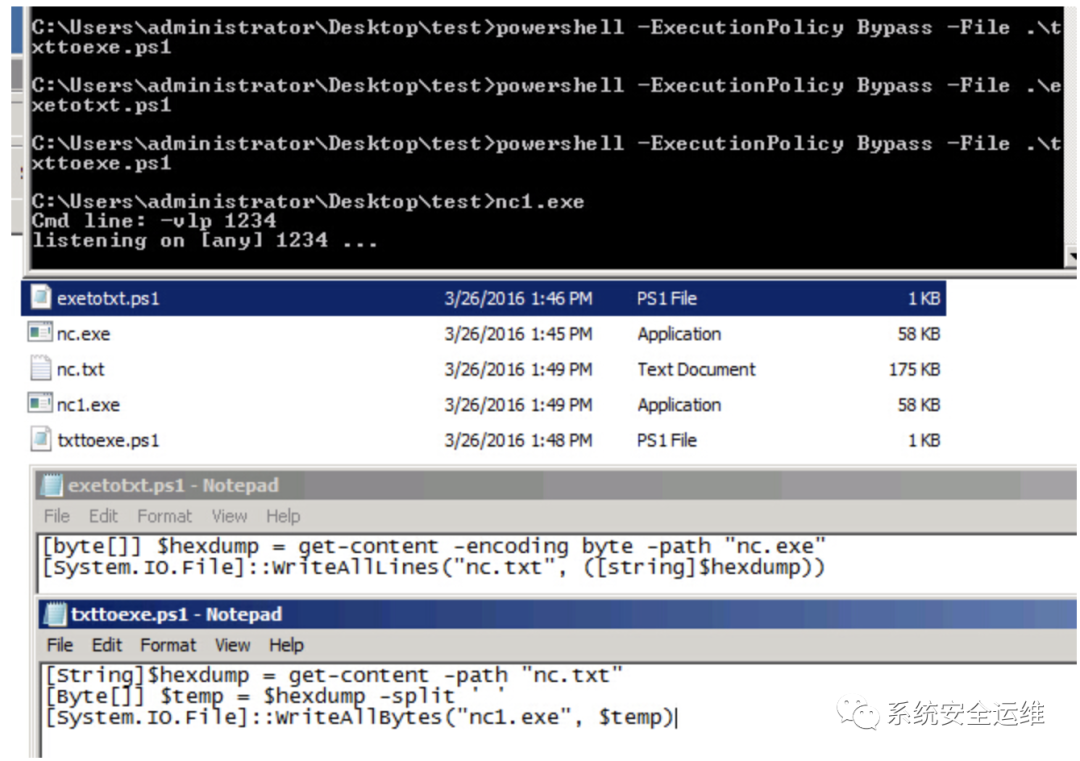 C:\Users\administrator\Desktop\test>powershell -ExecutionPolicy Bypass -File .\t
xttoexe.ps1
C:\Users\administrator\Desktop\test>powershell -ExecutionPolicy Bypass -File .\e
xetotxt.ps1
C:\Users\administrator\Desktop\test>powershell -ExecutionPolicy Bypass -File .\t
xttoexe.ps1
C:\Users\administrator\Desktop\test>nc1.exe
Cmd line: -vlp 1234
listening on [any] 1234 ...
exetotxt.ps1 3/26/2016 1:46 PM PS1 File 1 KB
nc.exe 3/26/2016 1:45 PM Application 58 KB
nc.txt 3/26/2016 1:49 PM Text Document 175 KB
nc1.exe 3/26/2016 1:49 PM Application 58 KB
txttoexe.ps1 3/26/2016 1:48 PM PS1 File 1 KB
exetotxt.ps1 - Notepad
File Edit Format View Help
[byte[]] $hexdump = get-content -encoding byte -path "nc.exe"
[System.IO.File]::WriteAllLines("nc.txt", ([string]$hexdump))
txttoexe.ps1 - Notepad
File Edit Format View Help
[String]$hexdump = get-content -path "nc.txt"
[Byte[]] $temp = $hexdump -split ' '
[System.IO.File]::WriteAllBytes("nc1.exe", $temp)
系统安全运维